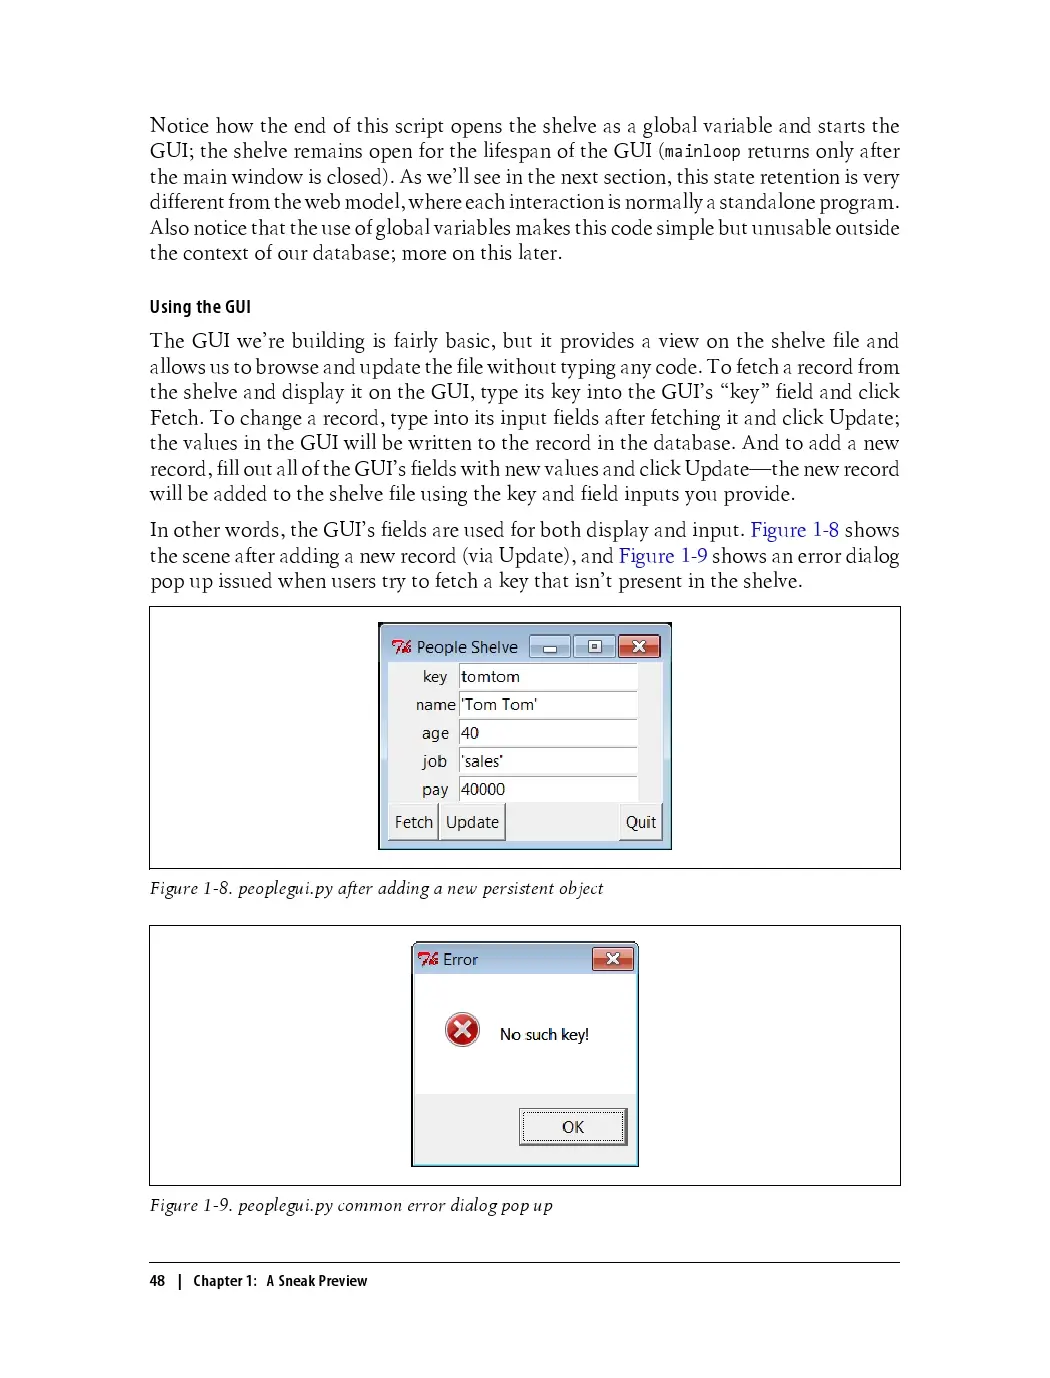 Notice how the end of this script opens the shelve as a global variable and starts the
GUI; the shelve remains open for the lifespan of the GUI (mainloop returns only after
the main window is closed). As we’ll see in the next section, this state retention is very
different from the web model, where each interaction is normally a standalone program.
Also notice that the use of global variables makes this code simple but unusable outside
the context of our database; more on this later.
Using the GUI
The GUI we’re building is fairly basic, but it provides a view on the shelve file and
allows us to browse and update the file without typing any code. To fetch a record from
the shelve and display it on the GUI, type its key into the GUI’s “key” field and click
Fetch. To change a record, type into its input fields after fetching it and click Update;
the values in the GUI will be written to the record in the database. And to add a new
record, fill out all of the GUI’s fields with new values and click Update—the new record
will be added to the shelve file using the key and field inputs you provide.
In other words, the GUI’s fields are used for both display and input. Figure 1-8 shows
the scene after adding a new record (via Update), and Figure 1-9 shows an error dialog
pop up issued when users try to fetch a key that isn’t present in the shelve.
People Shelve
key tomtom
name 'Tom Tom'
age 40
job 'sales'
pay 40000
Fetch Update Quit
Figure 1-8. peoplegui.py after adding a new persistent object
Error
No such key!
OK
Figure 1-9. peoplegui.py common error dialog pop up
48 | Chapter 1: A Sneak Preview